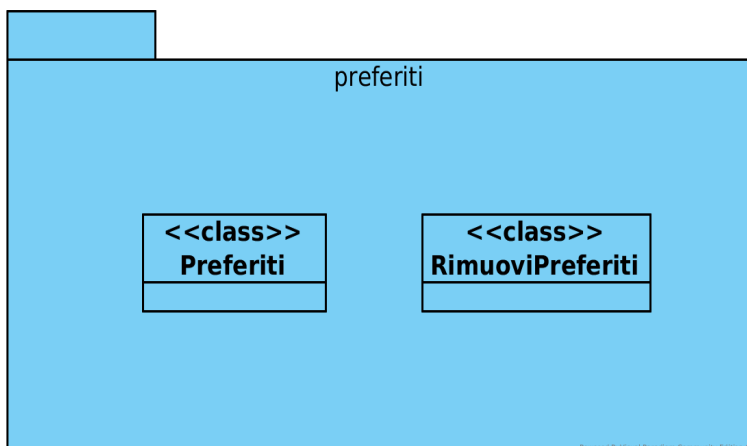 preferiti
<<class>>
Preferiti
<<class>>
RimuoviPreferiti